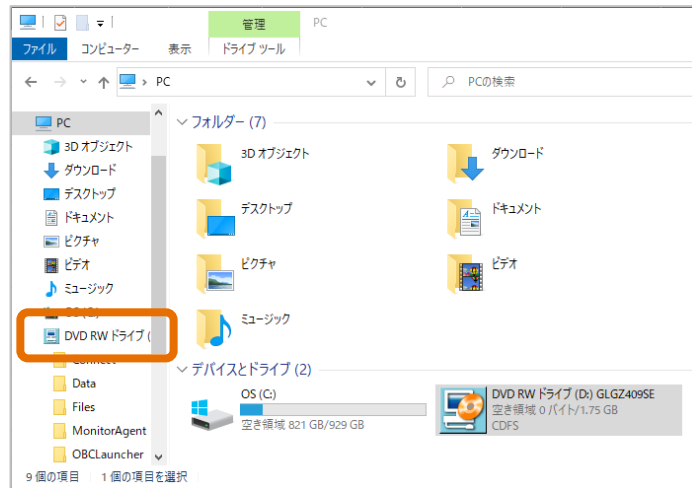 管理
PC
ファイル
コンピューター
表示
ドライブ ツール
PC
PCの検索
PC
3D オブジェクト
ダウンロード
デスクトップ
ドキュメント
ピクチャ
ビデオ
ミュージック
DVD RW ドライブ (
Connect
Data
Files
MonitorAgent
OBCLauncher
フォルダー (7)
3D オブジェクト
ダウンロード
デスクトップ
ドキュメント
ピクチャ
ビデオ
ミュージック
デバイスとドライブ (2)
OS (C:)
空き領域 821 GB/929 GB
DVD RW ドライブ (D:) GLGZ409SE
空き領域 0 バイト/1.75 GB
CDFS
9 個の項目
1 個の項目を選択